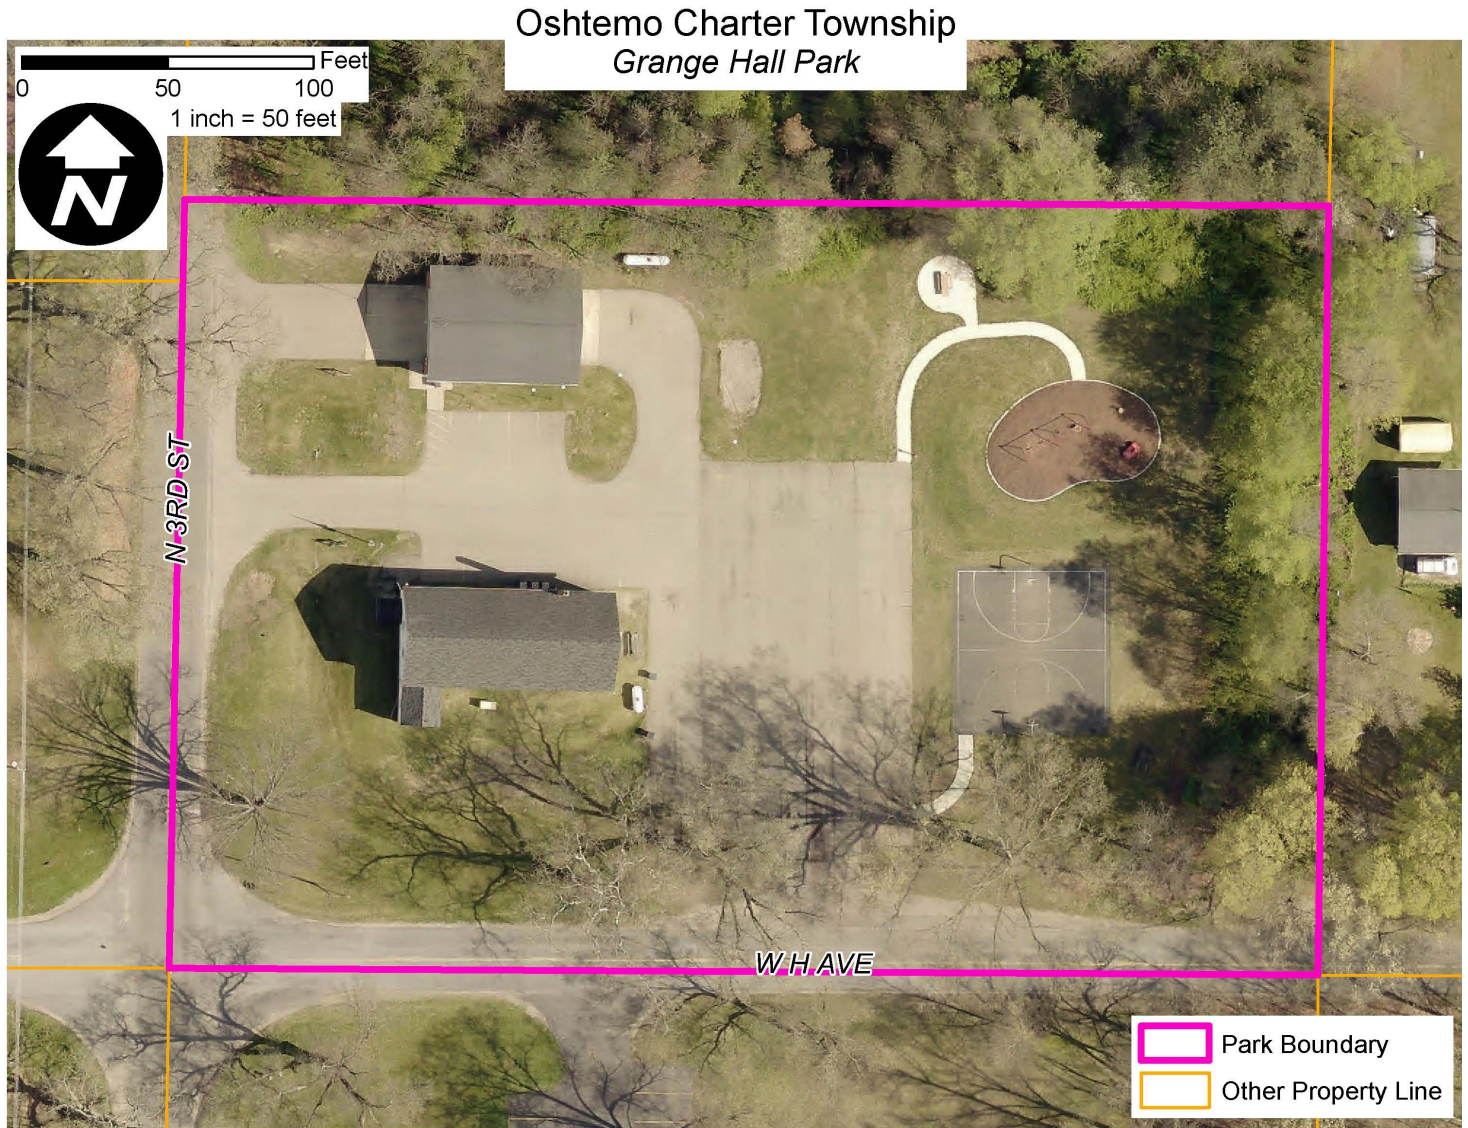 Oshtemo Charter Township
Grange Hall Park
Feet
0 50 100
1 inch = 50 feet
N
N 3RD ST
W H AVE
Park Boundary
Other Property Line